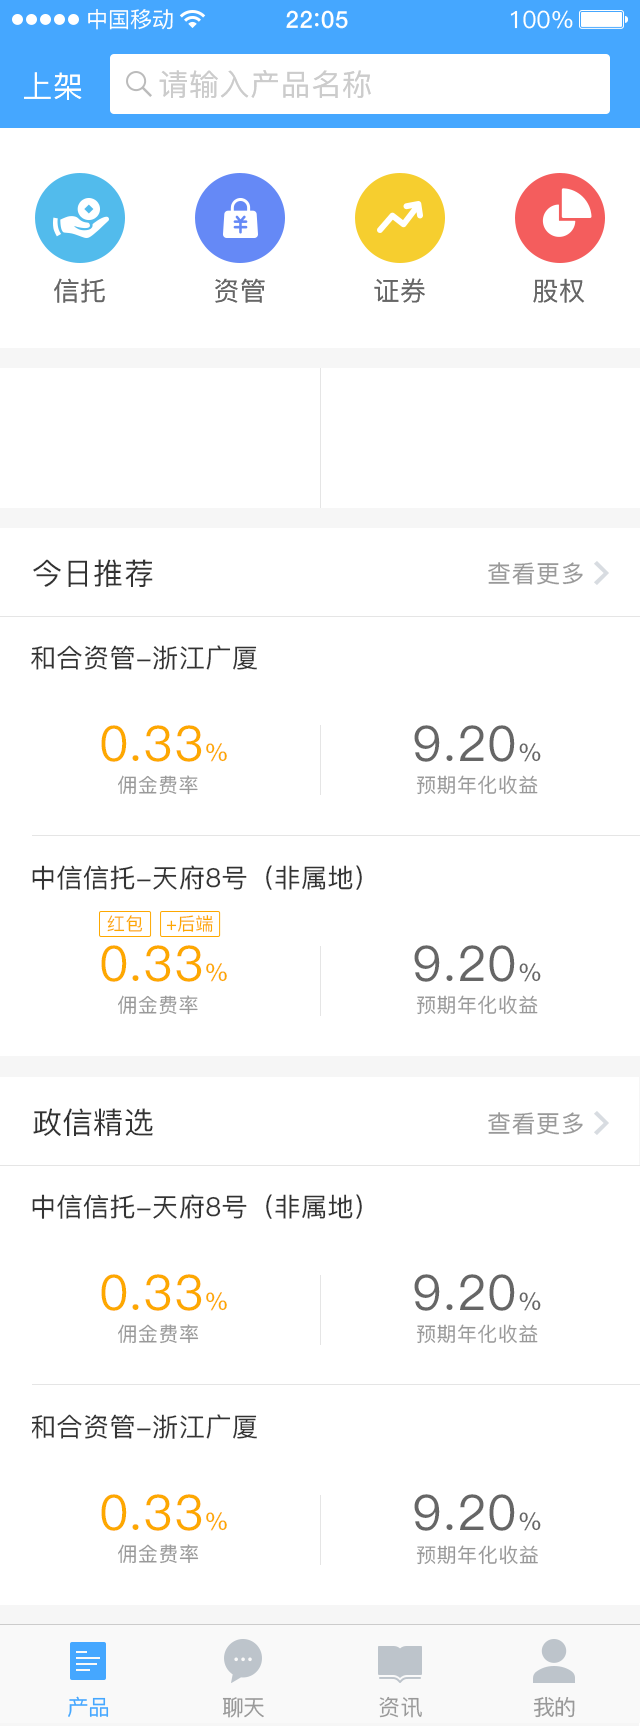 中国移动 22:05 100%
上架 请输入产品名称
信托 资管 证券 股权
今日推荐 查看更多
和合资管-浙江广厦
0.33% 9.20%
佣金费率 预期年化收益
中信信托-天府8号（非属地）
红包 +后端
0.33% 9.20%
佣金费率 预期年化收益
政信精选 查看更多
中信信托-天府8号（非属地）
0.33% 9.20%
佣金费率 预期年化收益
和合资管-浙江广厦
0.33% 9.20%
佣金费率 预期年化收益
产品 聊天 资讯 我的